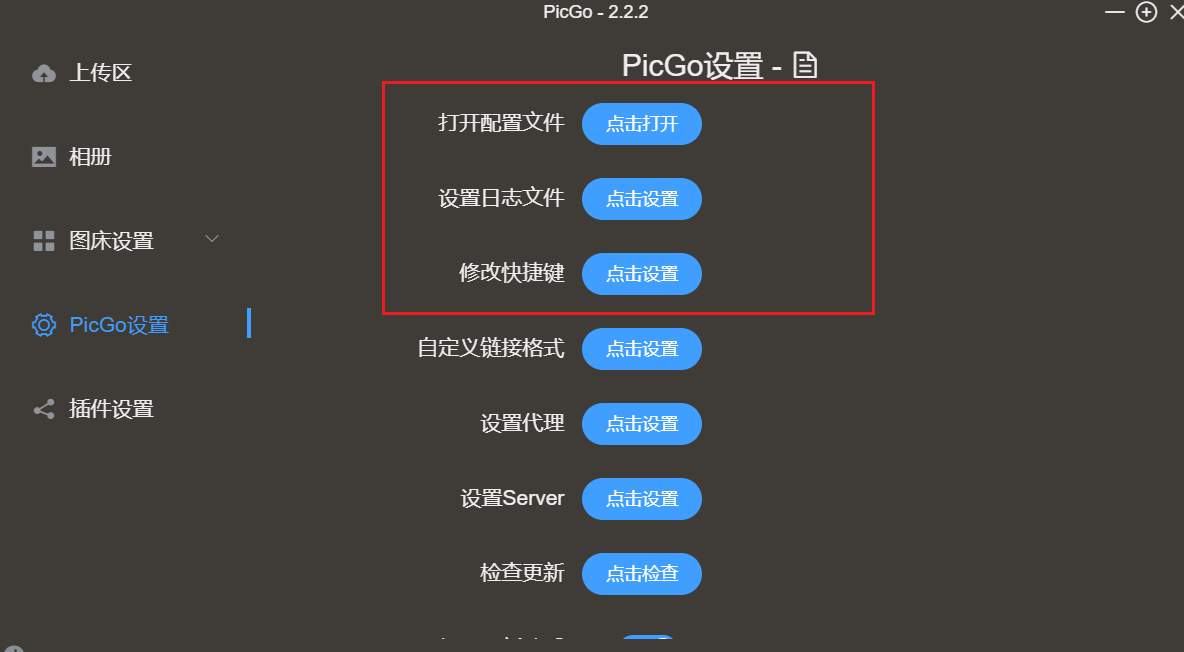 PicGo - 2.2.2
上传区
相册
图床设置
PicGo设置
插件设置
PicGo设置 -
打开配置文件 点击打开
设置日志文件 点击设置
修改快捷键 点击设置
自定义链接格式 点击设置
设置代理 点击设置
设置Server 点击设置
检查更新 点击检查